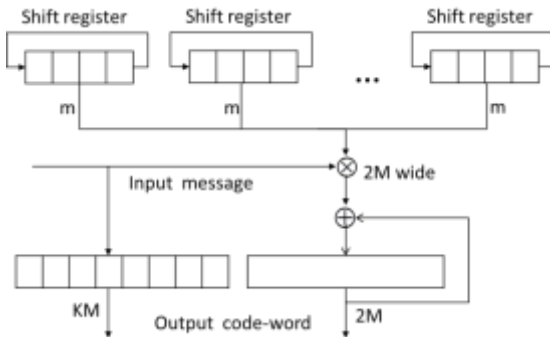 Shift register Shift register Shift register
...
m m m
Input message 2M wide
KM Output code-word 2M